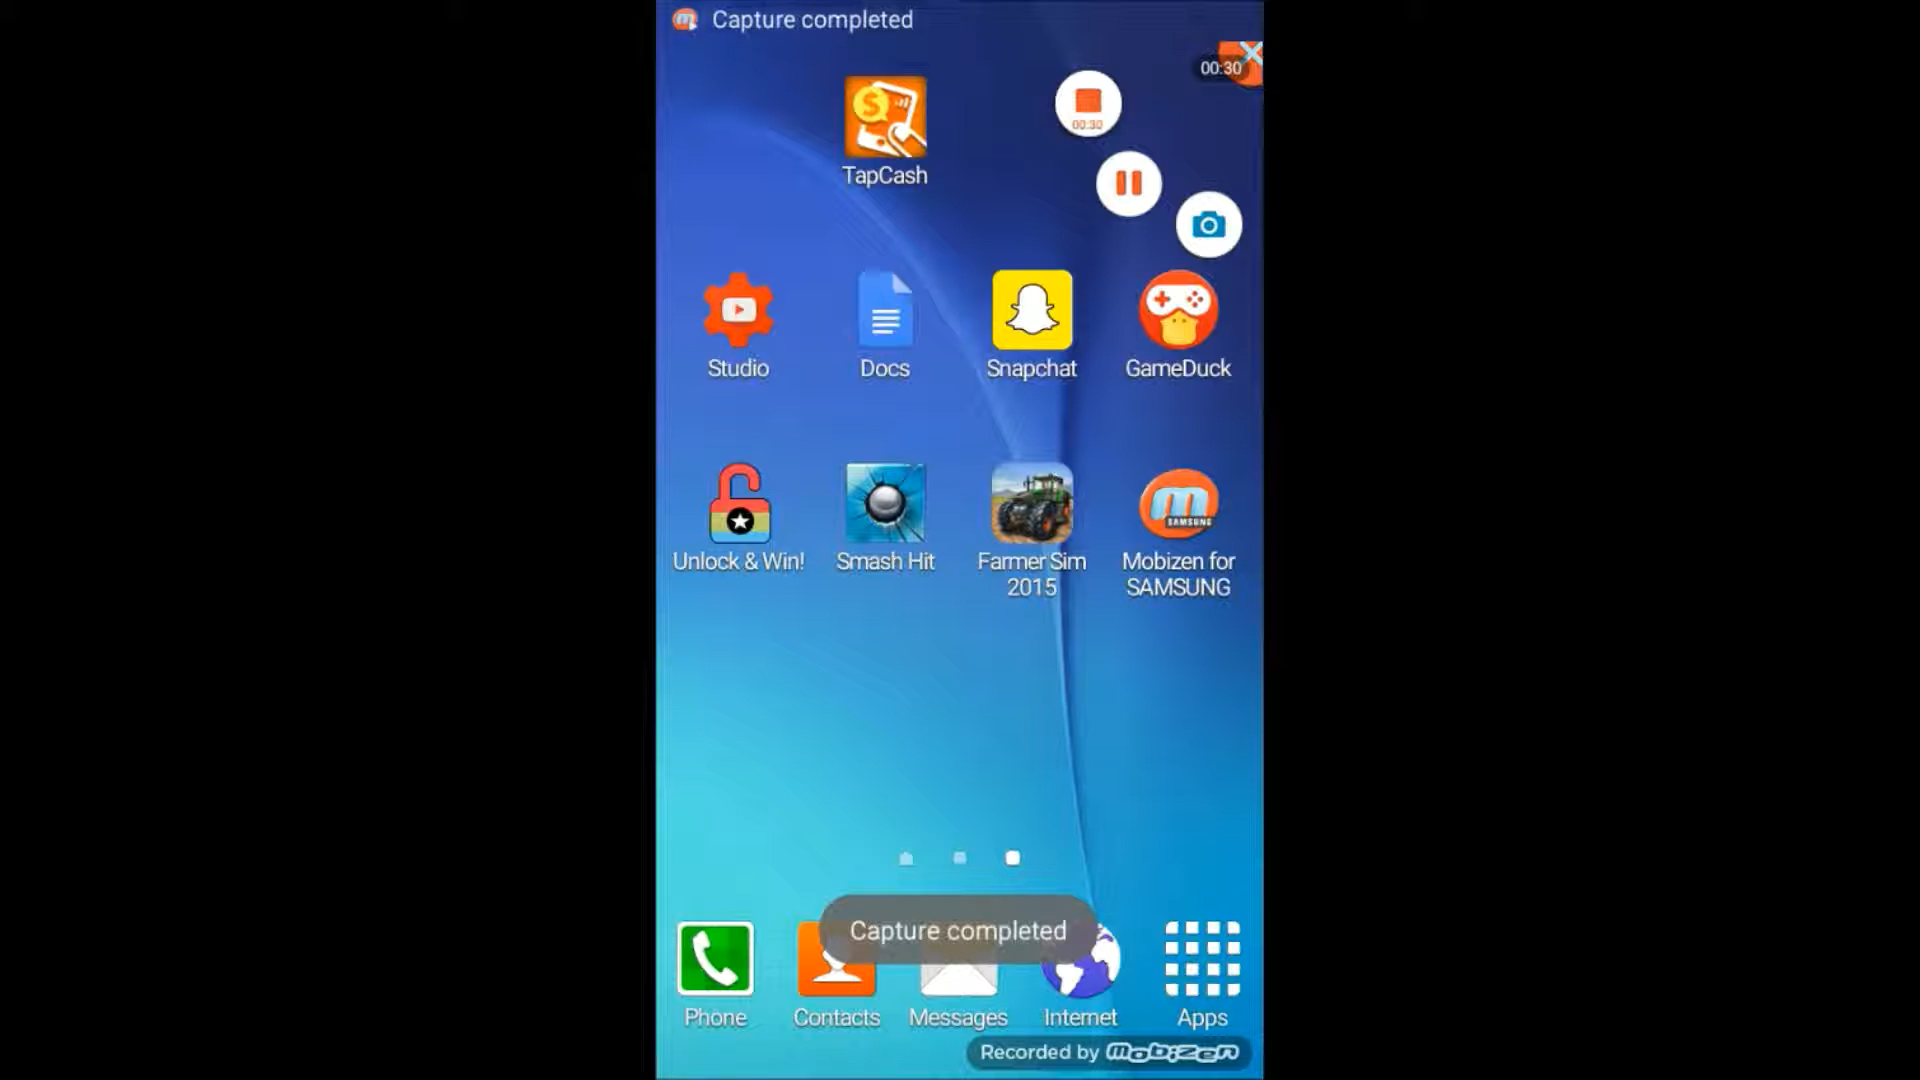 Capture completed
00:30
00:30
TapCash
Studio
Docs
Snapchat
GameDuck
SAMSUNG
Unlock & Win!
Smash Hit
Farmer Sim
2015
Mobizen for
SAMSUNG
Capture completed
Phone
Contacts
Messages
Internet
Apps
Recorded by mobizen